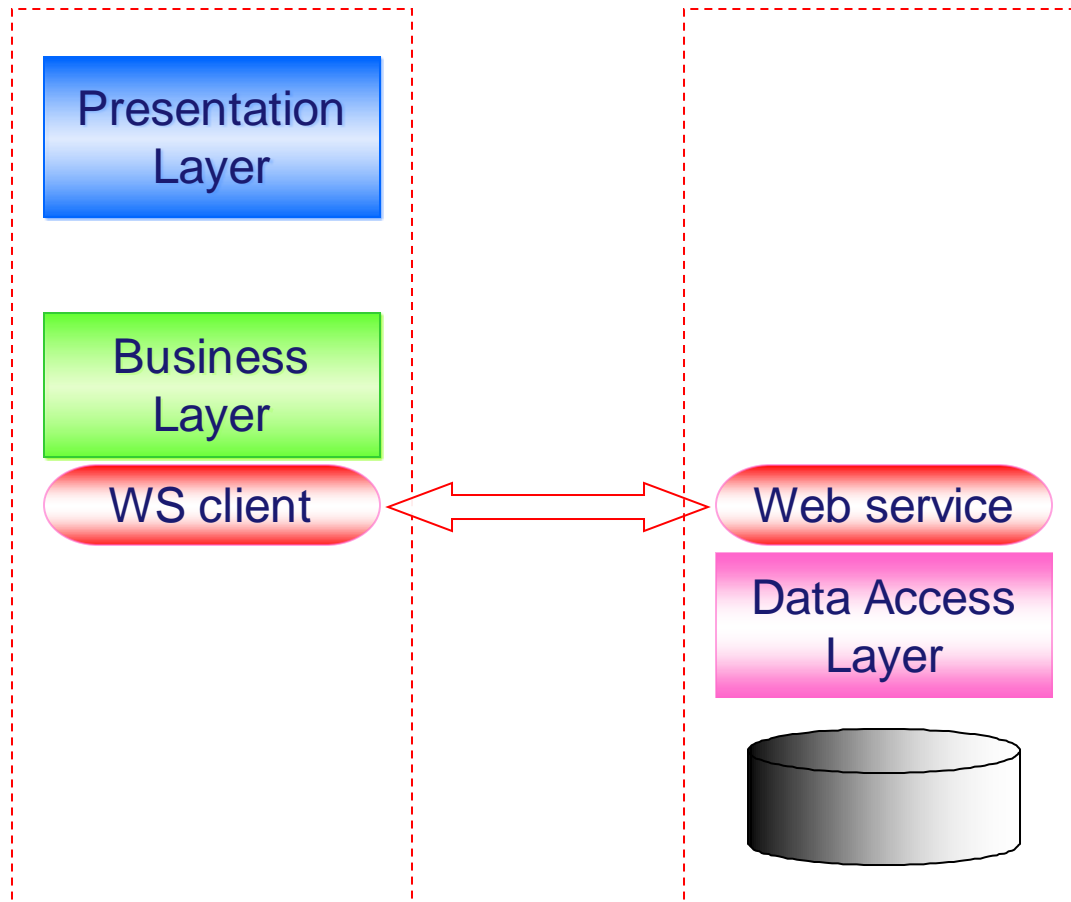 Presentation
Layer
Business
Layer
WS client
Web service
Data Access
Layer